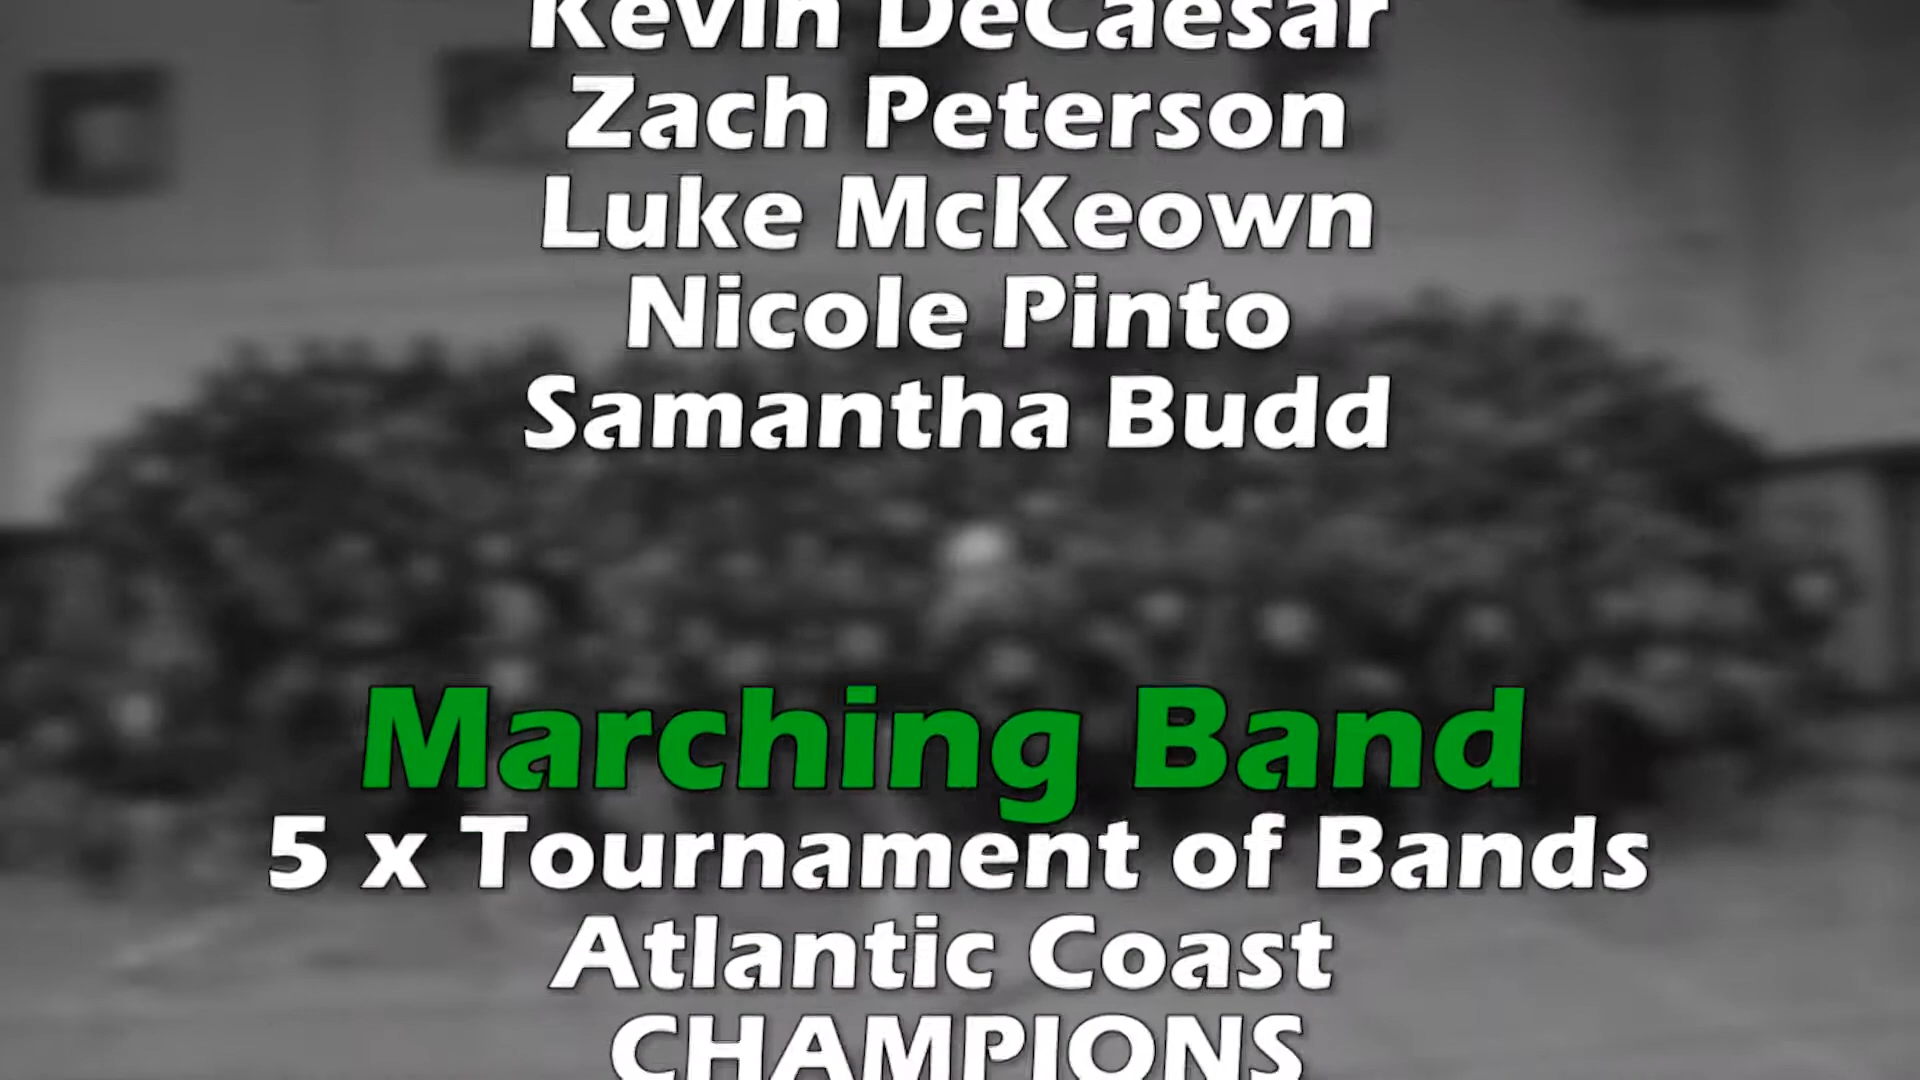 Kevin DeCaesar
Zach Peterson
Luke McKeown
Nicole Pinto
Samantha Budd
Marching Band
5 x Tournament of Bands
Atlantic Coast
CHAMPIONS